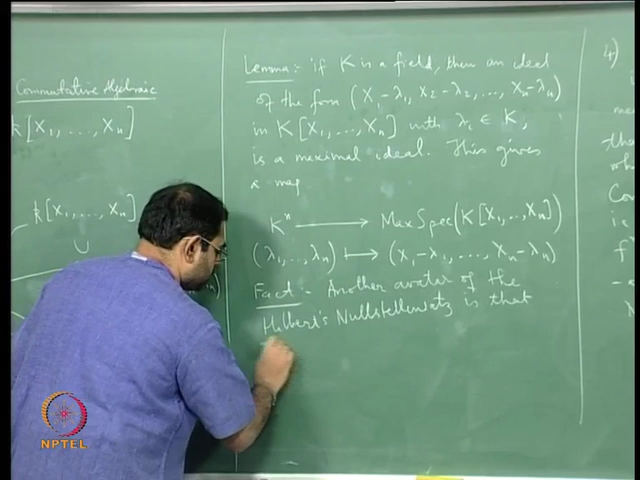 Commutative Algebraic
k[X₁, ..., Xₙ]
k[X₁, ..., Xₙ]
∪
Lemma:- if K is a field, then an ideal
of the form (X₁-λ₁, X₂-λ₂, ..., Xₙ-λₙ)
in K[X₁, ..., Xₙ] with λᵢ ∈ K,
is a maximal ideal. This gives
a map
Kⁿ ⟶ MaxSpec(K[X₁, .., Xₙ])
(λ₁, ..., λₙ) ⟼ (X₁-λ₁, ..., Xₙ-λₙ)
Fact - Another avatar of the
Hilbert's Nullstellensatz is that
4)
NPTEL